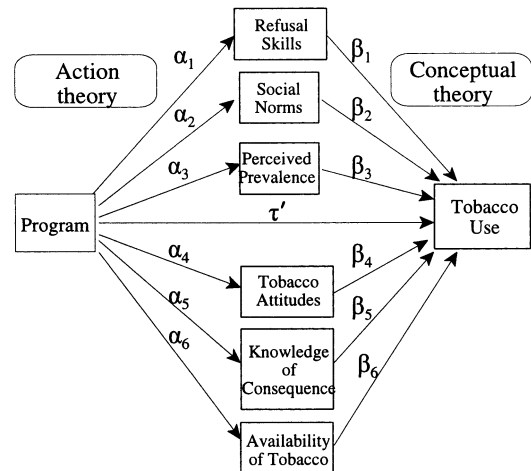 Refusal
Skills
α1
β1
Action
theory
Conceptual
theory
Social
Norms
α2
β2
Perceived
Prevalence
α3
β3
Program
τ′
Tobacco
Use
α4
Tobacco
Attitudes
β4
α5
Knowledge
of
Consequence
β5
α6
β6
Availability
of Tobacco